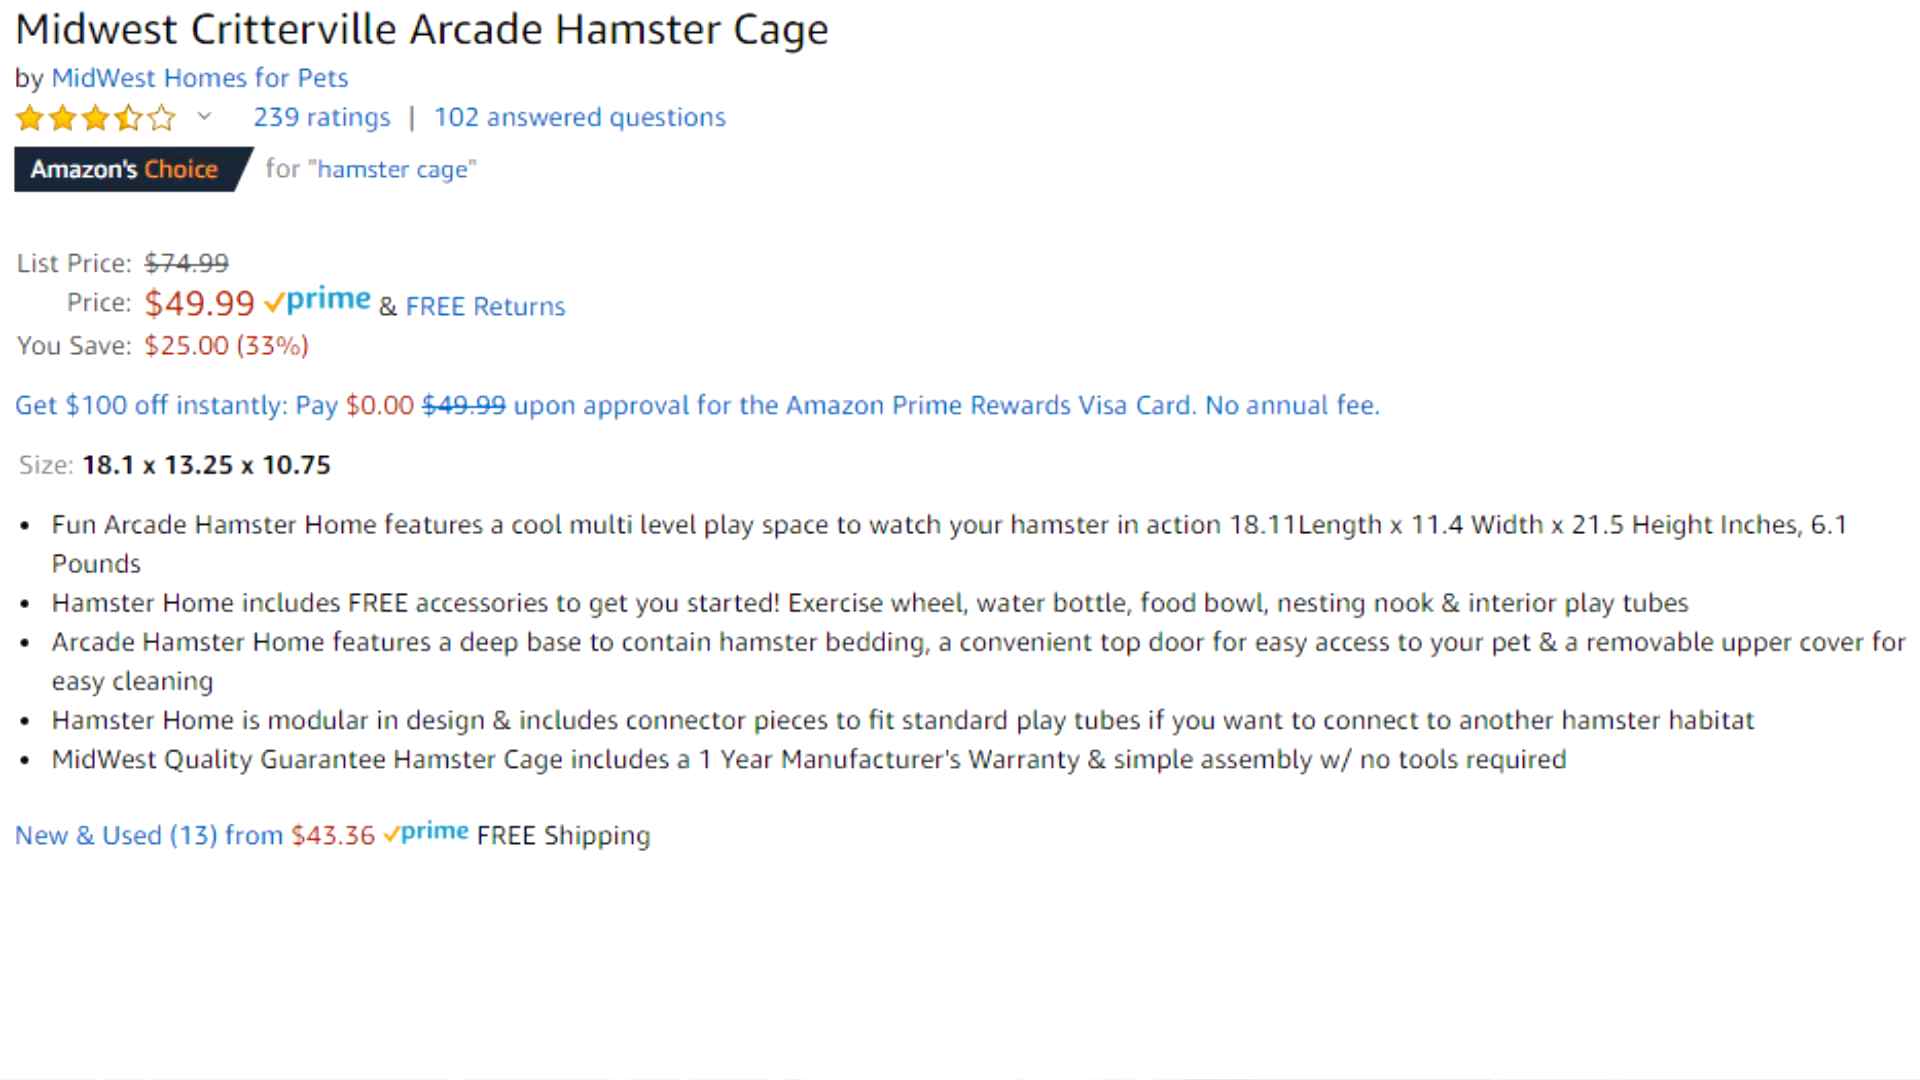 Midwest Critterville Arcade Hamster Cage
by MidWest Homes for Pets
239 ratings | 102 answered questions
Amazon's Choice for "hamster cage"
List Price: $74.99
Price: $49.99 prime & FREE Returns
You Save: $25.00 (33%)
Get $100 off instantly: Pay $0.00 $49.99 upon approval for the Amazon Prime Rewards Visa Card. No annual fee.
Size: 18.1 x 13.25 x 10.75
• Fun Arcade Hamster Home features a cool multi level play space to watch your hamster in action 18.11Length x 11.4 Width x 21.5 Height Inches, 6.1
Pounds
• Hamster Home includes FREE accessories to get you started! Exercise wheel, water bottle, food bowl, nesting nook & interior play tubes
• Arcade Hamster Home features a deep base to contain hamster bedding, a convenient top door for easy access to your pet & a removable upper cover for
easy cleaning
• Hamster Home is modular in design & includes connector pieces to fit standard play tubes if you want to connect to another hamster habitat
• MidWest Quality Guarantee Hamster Cage includes a 1 Year Manufacturer's Warranty & simple assembly w/ no tools required
New & Used (13) from $43.36 prime FREE Shipping